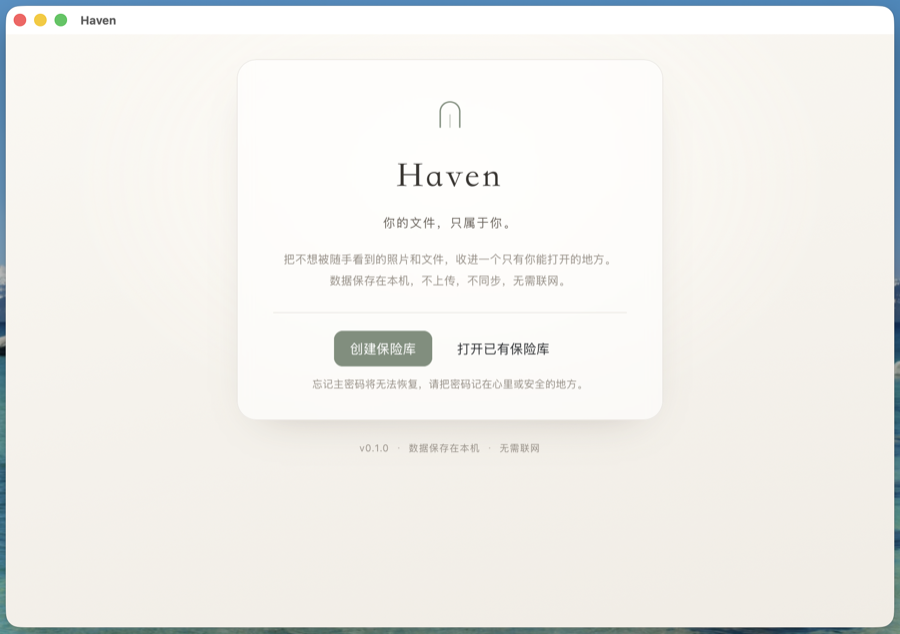 Haven
Haven
你的文件，只属于你。
把不想被随手看到的照片和文件，收进一个只有你能打开的地方。
数据保存在本机，不上传，不同步，无需联网。
创建保险库 打开已有保险库
忘记主密码将无法恢复，请把密码记在心里或安全的地方。
v0.1.0 · 数据保存在本机 · 无需联网